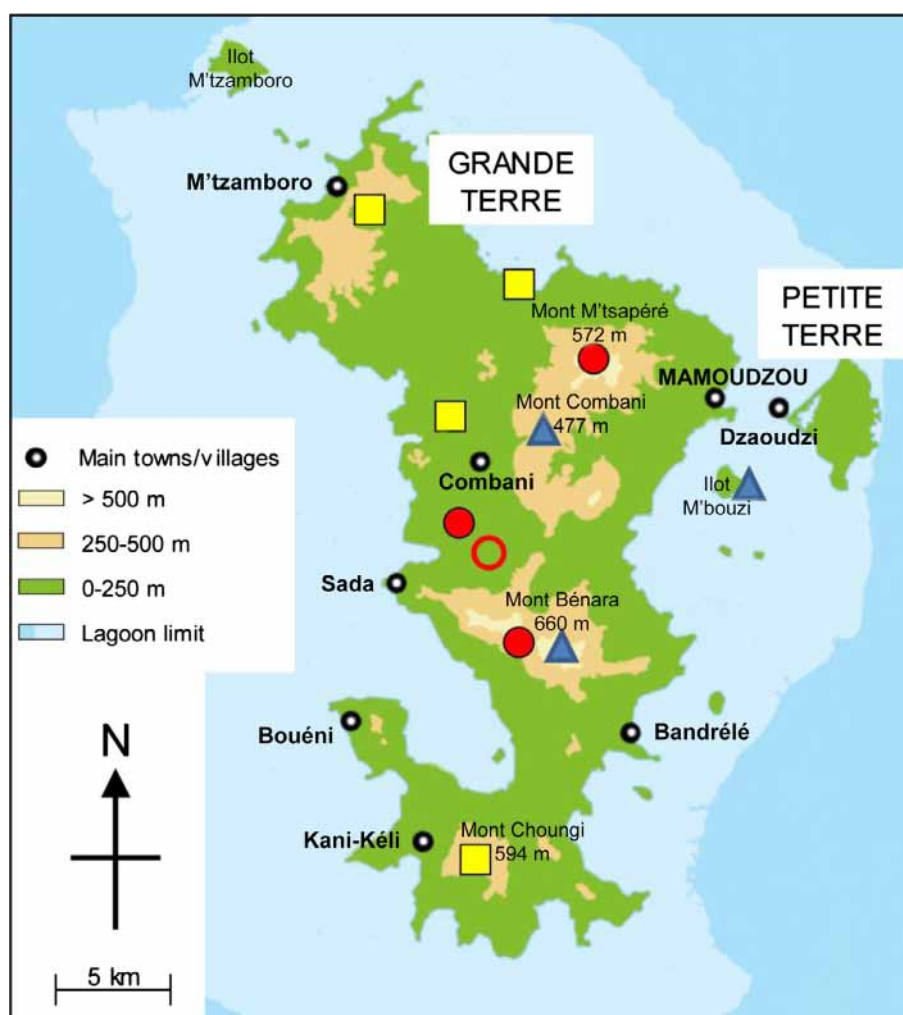 Ilot
M'tzamboro
M'tzamboro
GRANDE
TERRE
PETITE
TERRE
Mont M'tsapéré
572 m
MAMOUDZOU
Dzaoudzi
Mont Combani
477 m
Combani
Ilot
M'bouzi
Main towns/villages
> 500 m
250-500 m
0-250 m
Lagoon limit
Sada
Mont Bénara
660 m
Bouéni
Bandrélé
N
Kani-Kéli
Mont Choungi
594 m
5 km